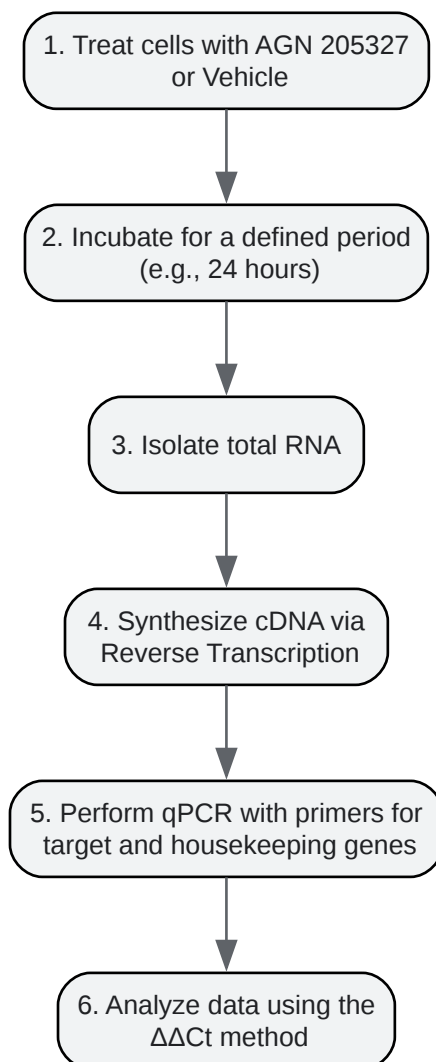 1. Treat cells with AGN 205327
or Vehicle
2. Incubate for a defined period
(e.g., 24 hours)
3. Isolate total RNA
4. Synthesize cDNA via
Reverse Transcription
5. Perform qPCR with primers for
target and housekeeping genes
6. Analyze data using the
ΔΔCt method